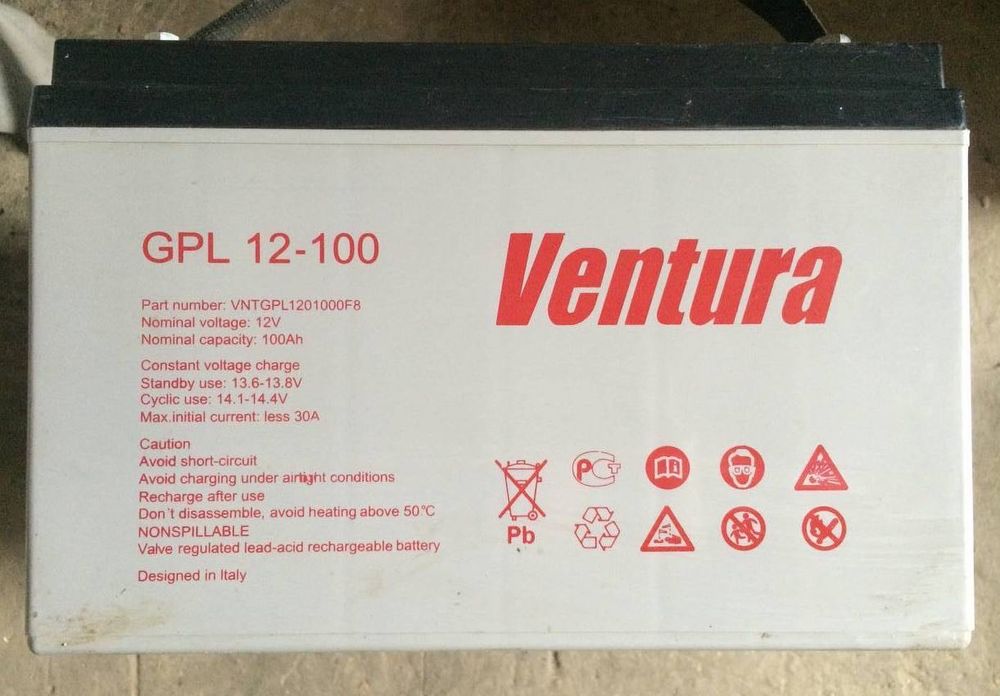 GPL 12-100
Ventura
Part number: VNTGPL1201000F8
Nominal voltage: 12V
Nominal capacity: 100Ah
Constant voltage charge
Standby use: 13.6-13.8V
Cyclic use: 14.1-14.4V
Max.initial current: less 30A
Caution
Avoid short-circuit
Avoid charging under airtight conditions
Recharge after use
Don't disassemble, avoid heating above 50°C
NONSPILLABLE
Valve regulated lead-acid rechargeable battery
Designed in Italy
Pb